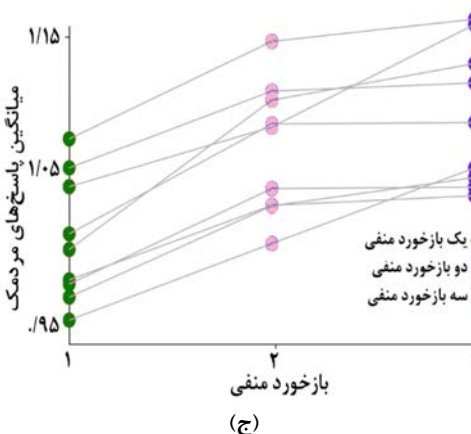 ۱/۱۵
۱/۰۵
۰/۹۵
میانگین پاسخ‌های مردمک
یک بازخورد منفی
دو بازخورد منفی
سه بازخورد منفی
۱
۲
بازخورد منفی
(ج)